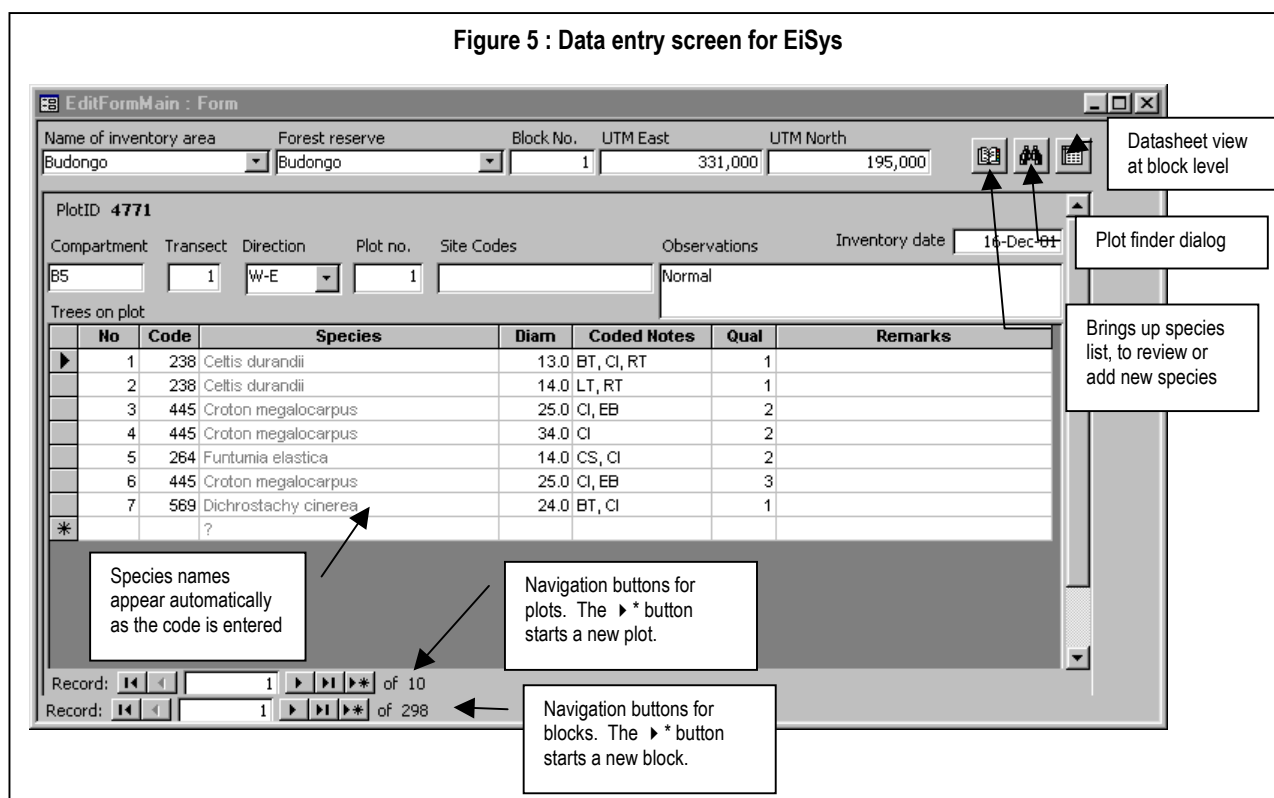 Figure 5 : Data entry screen for EiSys
EditFormMain : Form
Name of inventory area Forest reserve Block No. UTM East UTM North
Budongo Budongo 1 331,000 195,000
Datasheet view
at block level
PlotID 4771
Compartment Transect Direction Plot no. Site Codes Observations Inventory date 16-Dec-81
B5 1 W-E 1 Normal
Plot finder dialog
Trees on plot
No Code Species Diam Coded Notes Qual Remarks
1 238 Celtis durandii 13.0 BT, CI, RT 1
2 238 Celtis durandii 14.0 LT, RT 1
3 445 Croton megalocarpus 25.0 CI, EB 2
4 445 Croton megalocarpus 34.0 CI 2
5 264 Funtumia elastica 14.0 CS, CI 2
6 445 Croton megalocarpus 25.0 CI, EB 3
7 569 Dichrostachy cinerea 24.0 BT, CI 1
* ?
Brings up species
list, to review or
add new species
Species names
appear automatically
as the code is entered
Navigation buttons for
plots. The ▶* button
starts a new plot.
Record: 1 of 10
Record: 1 of 298
Navigation buttons for
blocks. The ▶* button
starts a new block.